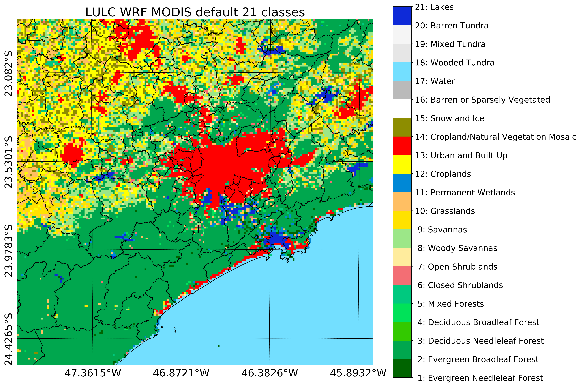 LULC WRF MODIS default 21 classes
23.082°S
23.5301°S
23.9783°S
24.4265°S
47.3615°W
46.8721°W
46.3826°W
45.8932°W
21: Lakes
20: Barren Tundra
19: Mixed Tundra
18: Wooded Tundra
17: Water
16: Barren or Sparsely Vegetated
15: Snow and Ice
14: Cropland/Natural Vegetation Mosaic
13: Urban and Built-Up
12: Croplands
11: Permanent Wetlands
10: Grasslands
9: Savannas
8: Woody Savannas
7: Open Shrublands
6: Closed Shrublands
5: Mixed Forests
4: Deciduous Broadleaf Forest
3: Deciduous Needleleaf Forest
2: Evergreen Broadleaf Forest
1: Evergreen Needleleaf Forest